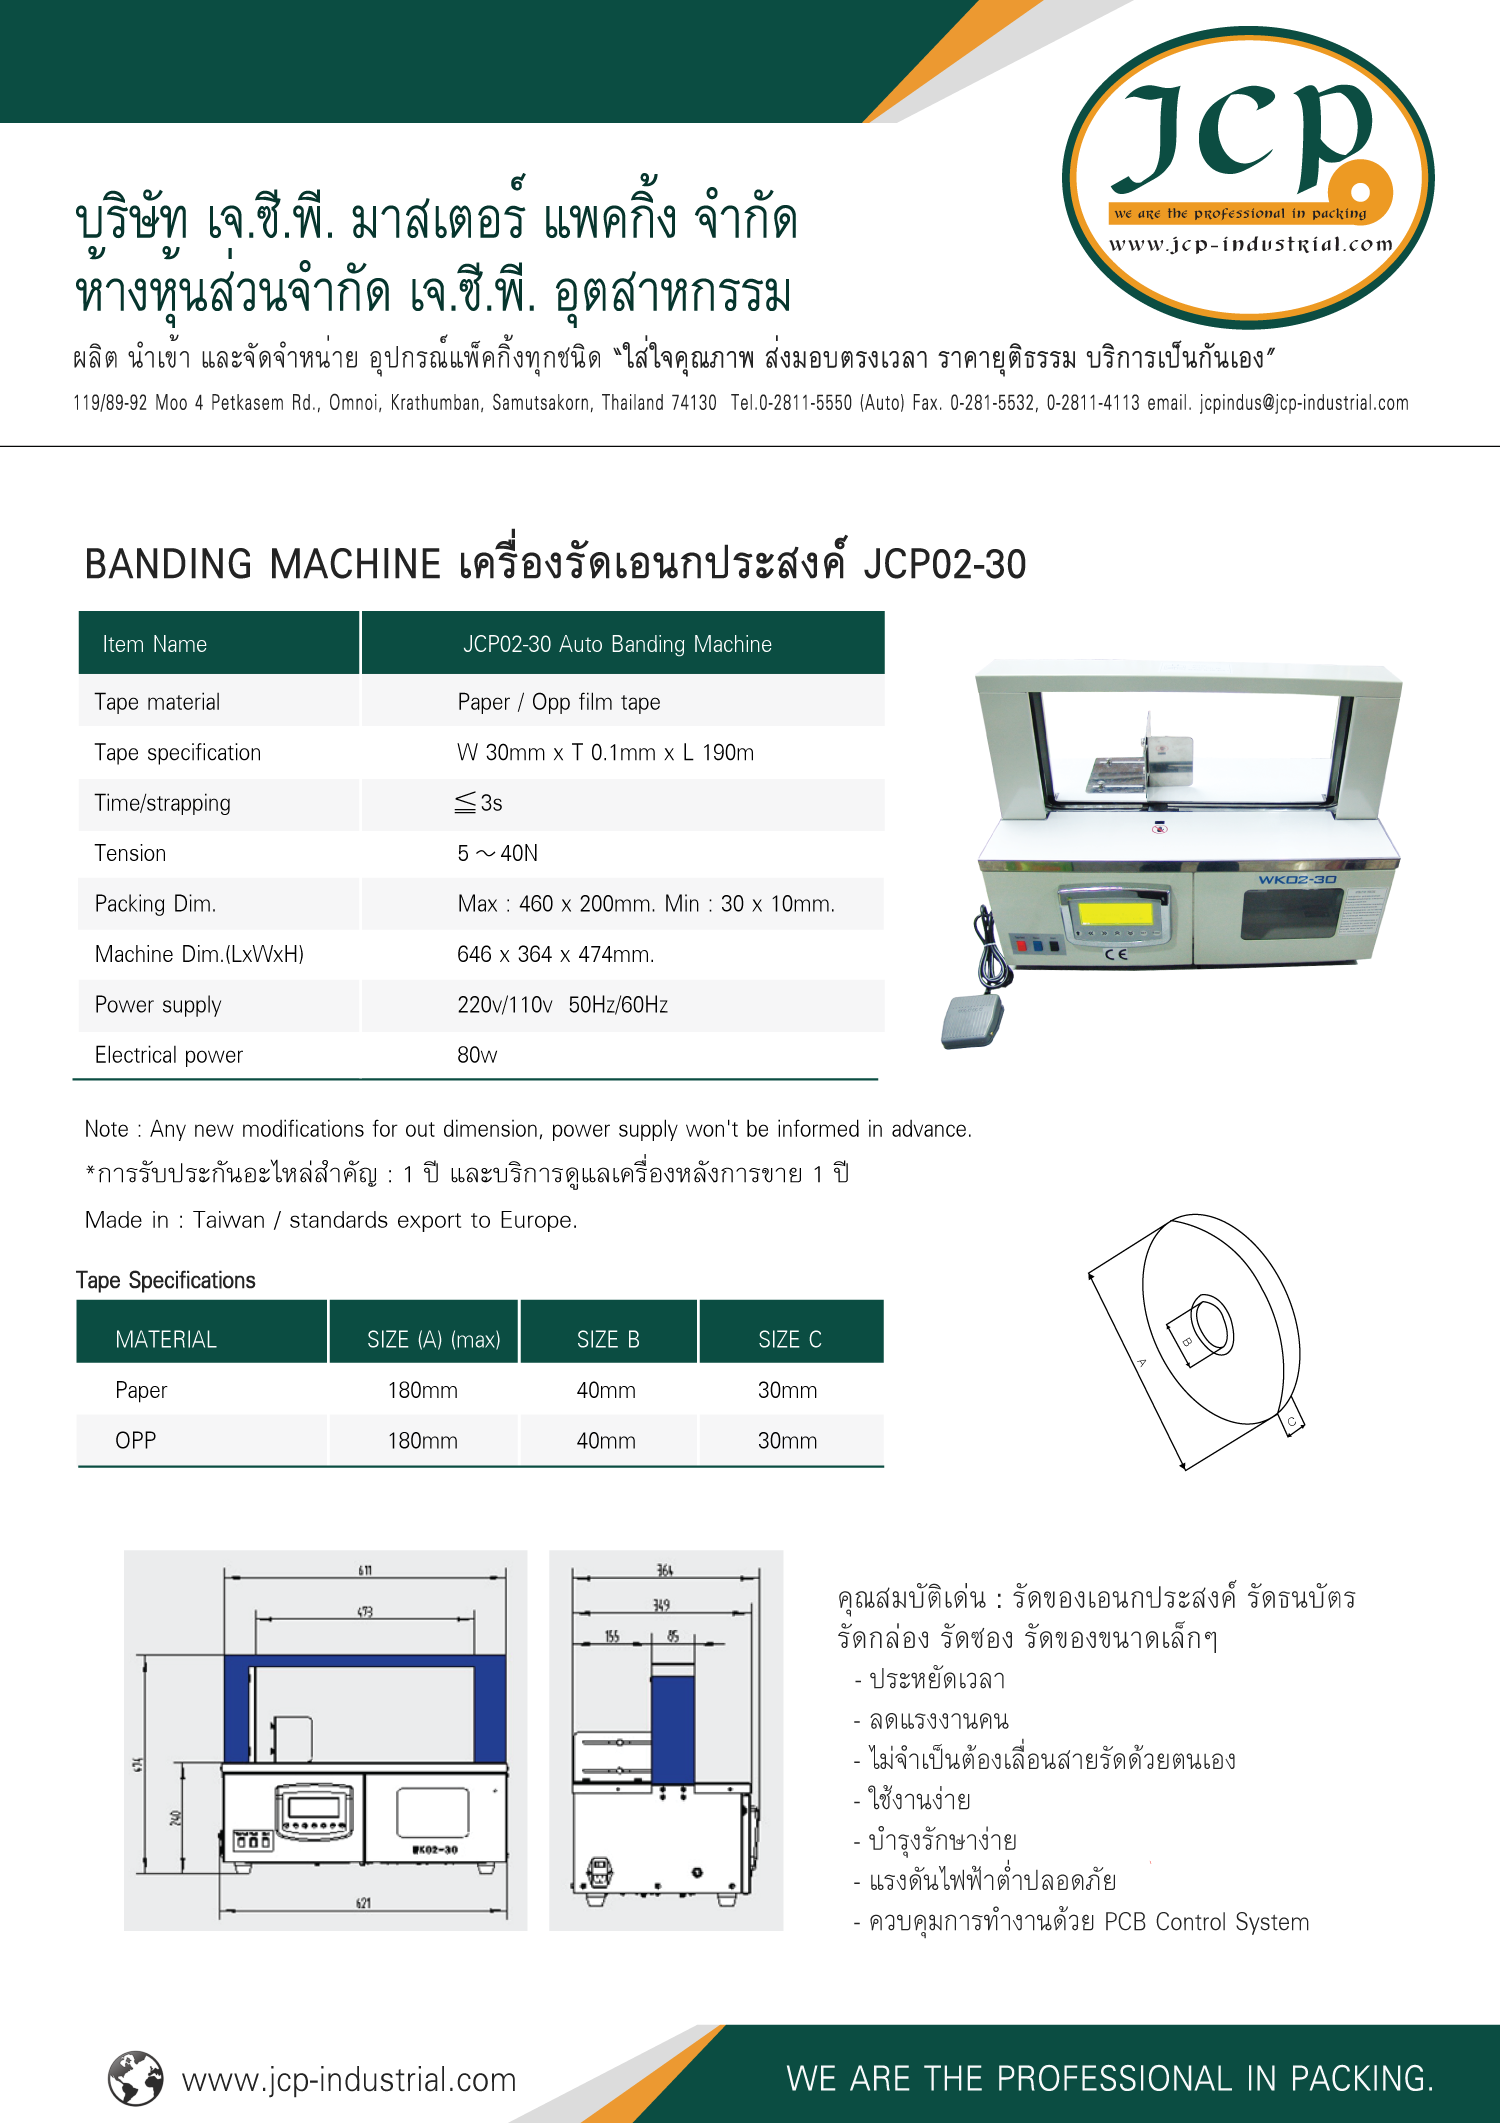 JCP
we are the professional in packing
www.jcp-industrial.com
บริษัท เจ.ซี.พี. มาสเตอร์ แพคกิ้ง จำกัด
ห้างหุ้นส่วนจำกัด เจ.ซี.พี. อุตสาหกรรม
ผลิต นำเข้า และจัดจำหน่าย อุปกรณ์แพ็คกิ้งทุกชนิด "ใส่ใจคุณภาพ ส่งมอบตรงเวลา ราคายุติธรรม บริการเป็นกันเอง"
119/89-92 Moo 4 Petkasem Rd., Omnoi, Krathumban, Samutsakorn, Thailand 74130 Tel.0-2811-5550 (Auto) Fax. 0-281-5532, 0-2811-4113 email. jcpindus@jcp-industrial.com
BANDING MACHINE เครื่องรัดเอนกประสงค์ JCP02-30
Item Name JCP02-30 Auto Banding Machine
Tape material Paper / Opp film tape
Tape specification W 30mm x T 0.1mm x L 190m
Time/strapping ≦3s
Tension 5～40N
Packing Dim. Max : 460 x 200mm. Min : 30 x 10mm.
Machine Dim.(LxWxH) 646 x 364 x 474mm.
Power supply 220v/110v 50Hz/60Hz
Electrical power 80w
WK02-30
CE
Note : Any new modifications for out dimension, power supply won't be informed in advance.
*การรับประกันอะไหล่สำคัญ : 1 ปี และบริการดูแลเครื่องหลังการขาย 1 ปี
Made in : Taiwan / standards export to Europe.
Tape Specifications
MATERIAL SIZE (A) (max) SIZE B SIZE C
Paper 180mm 40mm 30mm
OPP 180mm 40mm 30mm
A
B
C
611
473
474
240
WK02-30
621
364
349
155 85
คุณสมบัติเด่น : รัดของเอนกประสงค์ รัดธนบัตร
รัดกล่อง รัดซอง รัดของขนาดเล็กๆ
- ประหยัดเวลา
- ลดแรงงานคน
- ไม่จำเป็นต้องเลื่อนสายรัดด้วยตนเอง
- ใช้งานง่าย
- บำรุงรักษาง่าย
- แรงดันไฟฟ้าต่ำปลอดภัย
- ควบคุมการทำงานด้วย PCB Control System
www.jcp-industrial.com
WE ARE THE PROFESSIONAL IN PACKING.